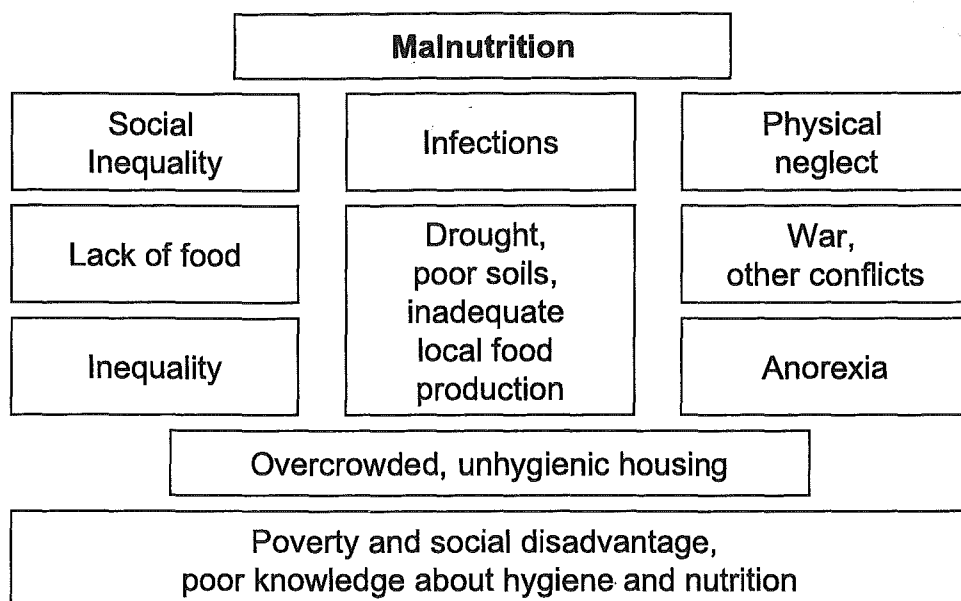 Malnutrition
Social
Inequality
Infections
Physical
neglect
Lack of food
Drought,
poor soils,
inadequate
local food
production
War,
other conflicts
Inequality
Anorexia
Overcrowded, unhygienic housing
Poverty and social disadvantage,
poor knowledge about hygiene and nutrition